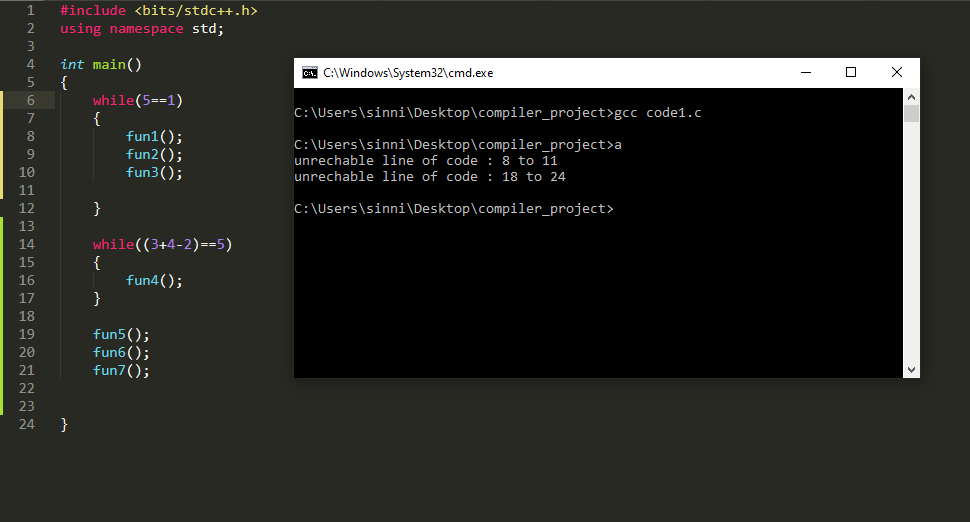 1 #include <bits/stdc++.h>
2 using namespace std;
3
4 int main()
5 {
6 while(5==1)
7 {
8 fun1();
9 fun2();
10 fun3();
11
12 }
13
14 while((3+4-2)==5)
15 {
16 fun4();
17 }
18
19 fun5();
20 fun6();
21 fun7();
22
23
24 }
C:\Windows\System32\cmd.exe
C:\Users\sinni\Desktop\compiler_project>gcc code1.c
C:\Users\sinni\Desktop\compiler_project>a
unrechable line of code : 8 to 11
unrechable line of code : 18 to 24
C:\Users\sinni\Desktop\compiler_project>